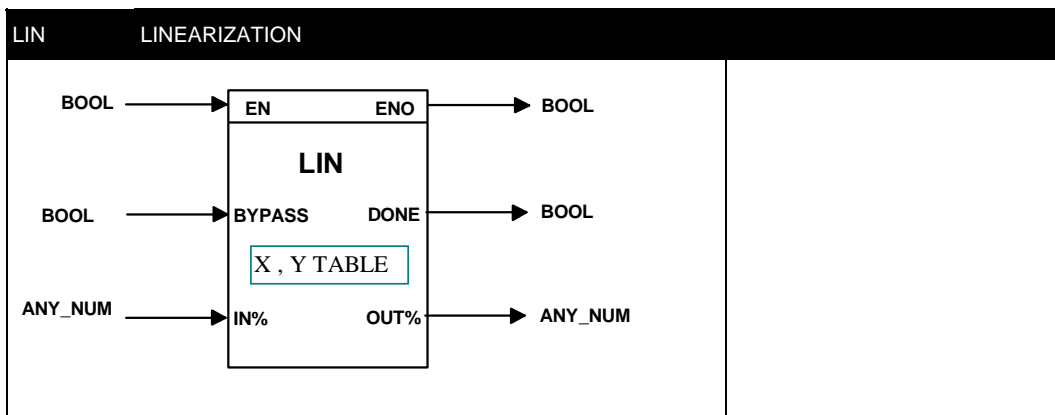 LIN LINEARIZATION
BOOL EN ENO BOOL
LIN
BOOL BYPASS DONE BOOL
X , Y TABLE
ANY_NUM IN% OUT% ANY_NUM